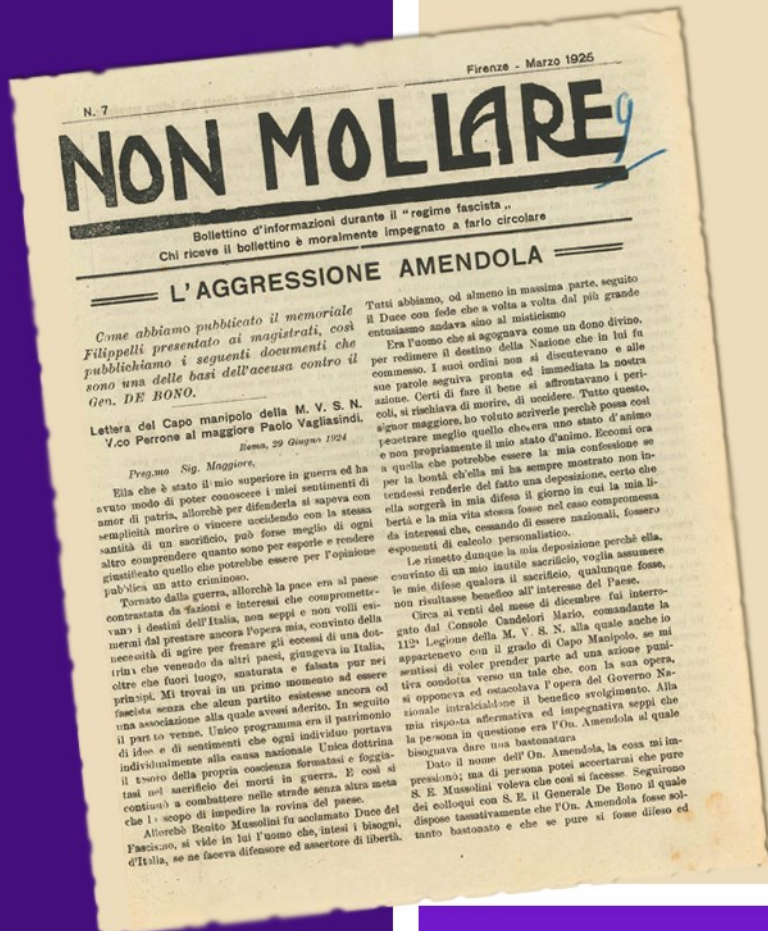 N. 7
Firenze - Marzo 1925
NON MOLLARE
9
Bollettino d'informazioni durante il “regime fascista„
Chi riceve il bollettino è moralmente impegnato a farlo circolare
L'AGGRESSIONE AMENDOLA
Come abbiamo pubblicato il memoriale
Filippelli presentato ai magistrati, così
pubblichiamo i seguenti documenti che
sono una delle basi dell'aceusa contro il
Gen. DE BONO.
Lettera del Capo manipolo della M. V. S. N.
V.co Perrone al maggiore Paolo Vagliasindi.
Roma, 29 Giugno 1924
Preg.mo Sig. Maggiore,
Ella che è stato il mio superiore in guerra ed ha
avuto modo di poter conoscere i miei sentimenti di
amor di patria, allorchè per difenderla si sapeva con
semplicità morire o vincere uccidendo con la stessa
santità di un sacrificio, può forse meglio di ogni
altro comprendere quanto sono per esporle e rendere
giustificato quello che potrebbe essere per l'opinione
pubblica un atto criminoso.
Tornato dalla guerra, allorchè la pace era al paese
contrastata da fazioni e interessi che compromette-
vano i destini dell'Italia, non seppi e non volli esi-
mermi dal prestare ancora l'opera mia, convinto della
necessità di agire per frenare gli eccessi di una dot-
trina che venendo da altri paesi, giungeva in Italia,
oltre che fuori luogo, snaturata e falsata pur nei
principi. Mi trovai in un primo momento ad essere
fascista senza che alcun partito esistesse ancora od
una associazione alla quale avessi aderito. In seguito
il partito venne. Unico programma era il patrimonio
di idee e di sentimenti che ogni individuo portava
individualmente alla causa nazionale Unica dottrina
il tesoro della propria coscienza formatasi e foggia-
tasi nel sacrificio dei morti in guerra. E così si
continuò a combattere nelle strade senza altra meta
che lo scopo di impedire la rovina del paese.
Allorchè Benito Mussolini fu acclamato Duce del
Fascismo, si vide in lui l'uomo che, intesi i bisogni,
d'Italia, se ne faceva difensore ed assertore di libertà.
Tutti abbiamo, od almeno in massima parte, seguito
il Duce con fede che a volta a volta dal più grande
entusiasmo andava sino al misticismo
Era l'uomo che si agognava come un dono divino,
per redimere il destino della Nazione che in lui fu
commesso. I suoi ordini non si discutevano e alle
sue parole seguiva pronta ed immediata la nostra
azione. Certi di fare il bene si affrontavano i peri-
coli, si rischiava di morire, di uccidere. Tutto questo,
signor maggiore, ho voluto scriverle perchè possa così
penetrare meglio quello che era uno stato d'animo
e non propriamente il mio stato d'animo. Eccomi ora
a quella che potrebbe essere la mia confessione se
per la bontà ch'ella mi ha sempre mostrato non in-
tendessi renderle del fatto una deposizione, certo che
ella sorgerà in mia difesa il giorno in cui la mia li-
bertà e la mia vita stessa fosse nel caso compromessa
da interessi che, cessando di essere nazionali, fossero
esponenti di calcolo personalistico.
Le rimetto dunque la mia deposizione perchè ella,
convinto di un mio inutile sacrificio, voglia assumere
le mie difese qualora il sacrificio, qualunque fosse,
non risultasse benefico all'interesse del Paese.
Circa ai venti del mese di dicembre fui interro-
gato dal Console Candelori Mario, comandante la
112ª Legione della M. V. S. N. alla quale anche io
appartenevo con il grado di Capo Manipolo, se mi
sentissi di voler prender parte ad una azione puni-
tiva condotta verso un tale che, con la sua opera,
si opponeva ed ostacolava l'opera del Governo Na-
zionale intralciandone il benefico svolgimento. Alla
mia risposta affermativa ed impegnativa seppi che
la persona in questione era l'On. Amendola al quale
bisognava dare una bastonatura
Dato il nome dell'On. Amendola, la cosa mi im-
pressionò; ma di persona potei accertarmi che pure
S. E. Mussolini voleva che così si facesse. Seguirono
dei colloqui con S. E. il Generale De Bono il quale
dispose tassativamente che l'On. Amendola fosse sol-
tanto bastonato e che se pure si fosse difeso ed